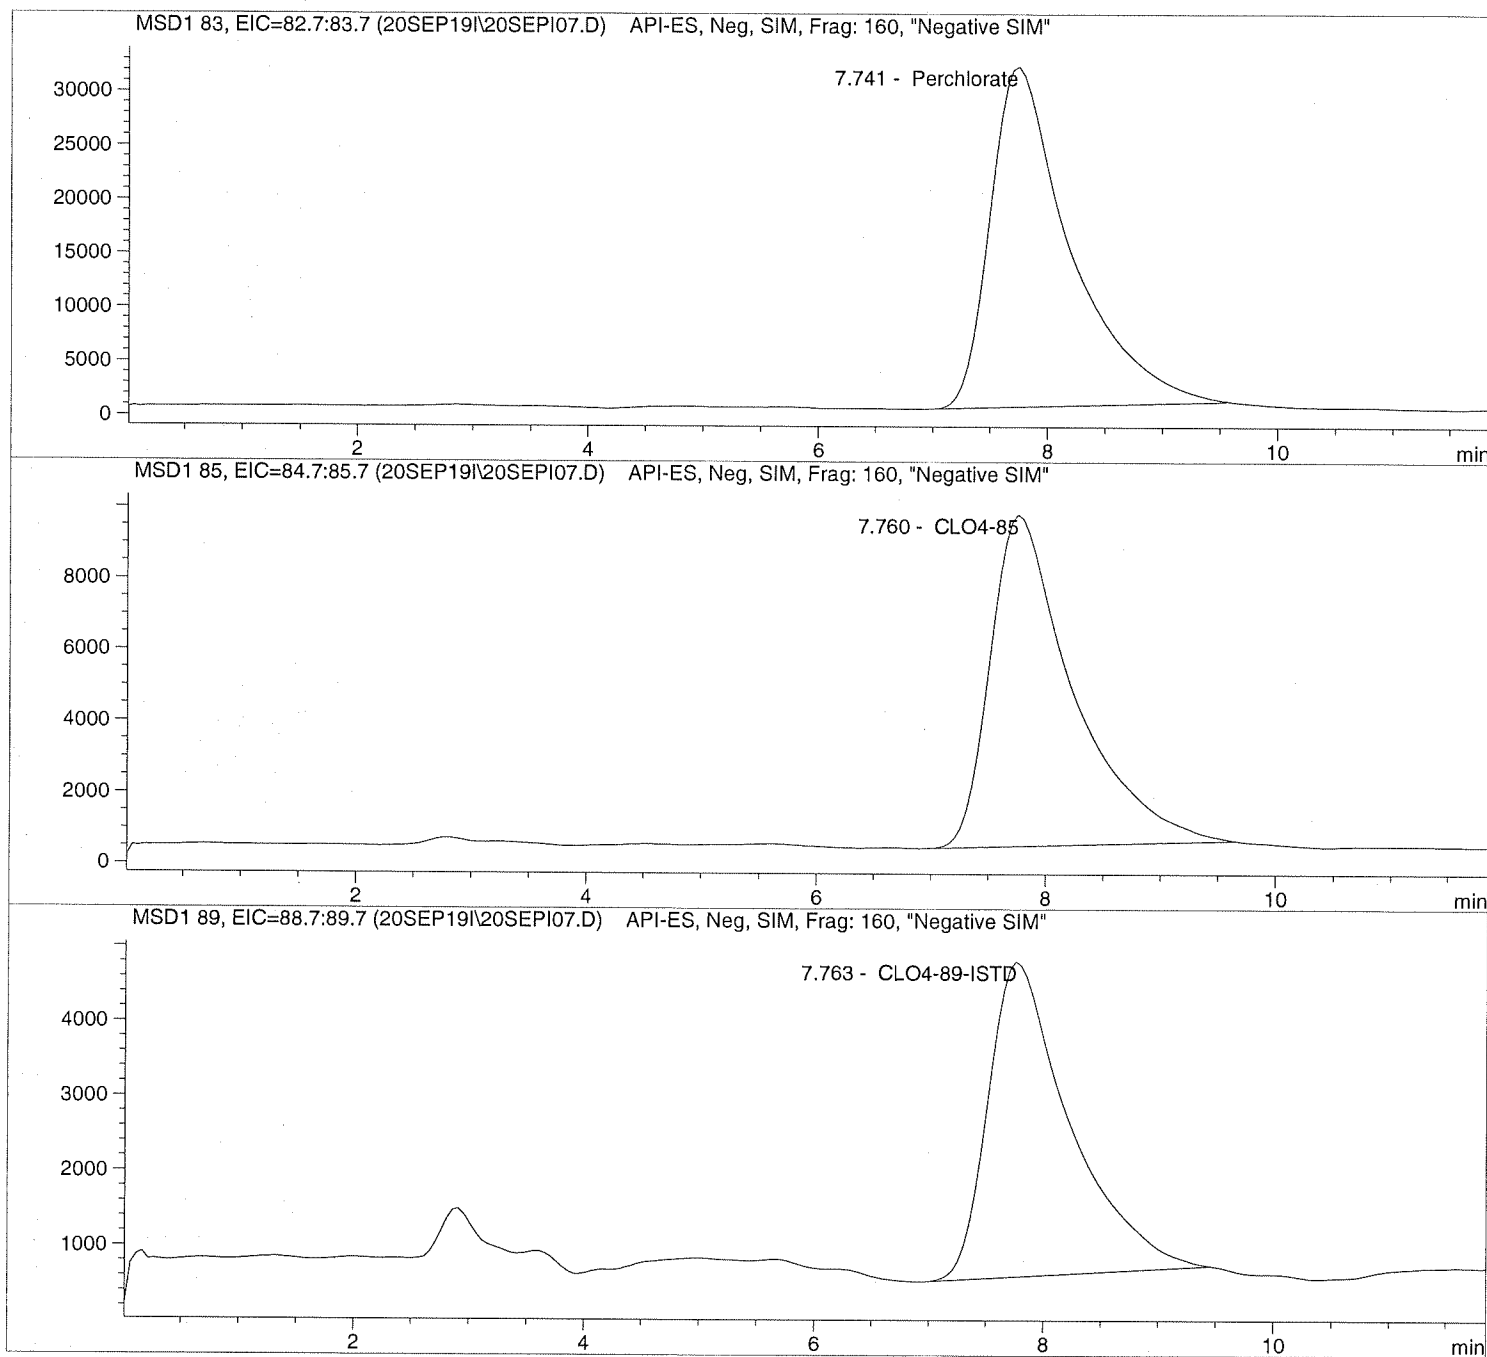 MSD1 83, EIC=82.7:83.7 (20SEP19I\20SEPI07.D) API-ES, Neg, SIM, Frag: 160, "Negative SIM"
7.741 - Perchlorate
30000
25000
20000
15000
10000
5000
0
2 4 6 8 10 min
MSD1 85, EIC=84.7:85.7 (20SEP19I\20SEPI07.D) API-ES, Neg, SIM, Frag: 160, "Negative SIM"
7.760 - CLO4-85
8000
6000
4000
2000
0
2 4 6 8 10 min
MSD1 89, EIC=88.7:89.7 (20SEP19I\20SEPI07.D) API-ES, Neg, SIM, Frag: 160, "Negative SIM"
7.763 - CLO4-89-ISTD
4000
3000
2000
1000
2 4 6 8 10 min